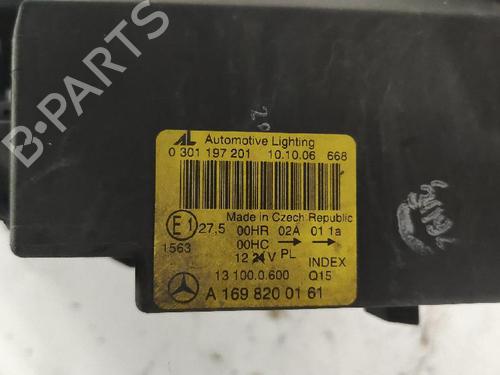 B-PARTS
20
AL Automotive Lighting
0 301 197 201 10.10.06 668
Made in Czech Republic
E1 27,5 00HR 02A 01 1a
1563 00HC → →
12 24 V PL INDEX
13 100.0.600 Q15
A 169 820 01 61